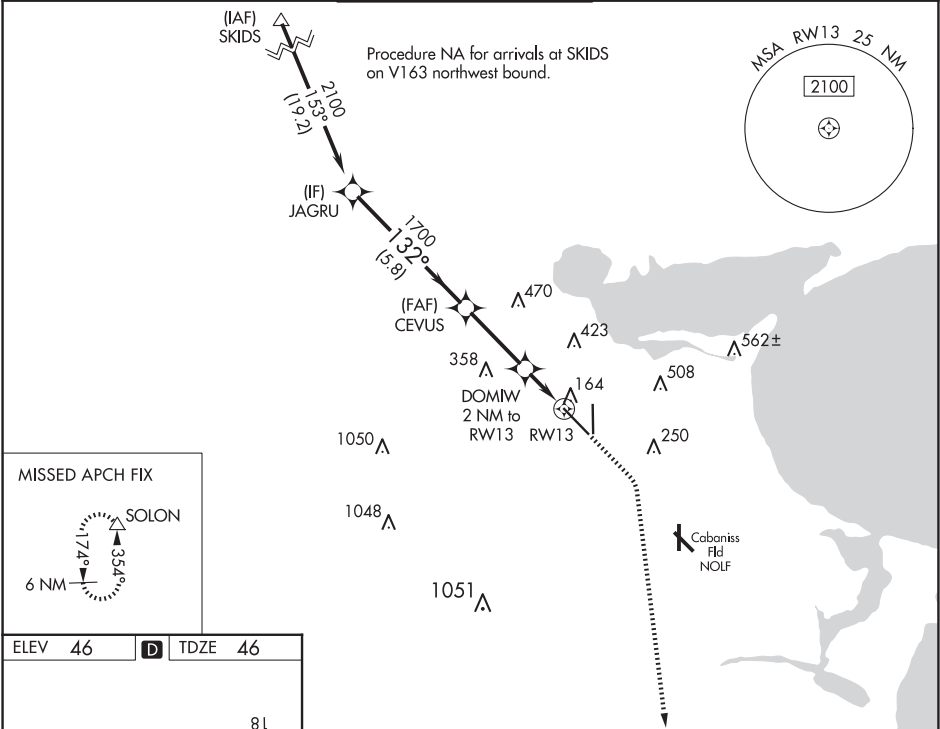 (IAF)
SKIDS
Procedure NA for arrivals at SKIDS
on V163 northwest bound.
MSA RW13 25 NM
2100
2100
153°
(19.2)
(IF)
JAGRU
1700
132°
(5.8)
(FAF)
CEVUS
470
423
562±
358
508
164
DOMIW
2 NM to
RW13
RW13
250
1050
1048
1051
Cabaniss
Fld
NOLF
MISSED APCH FIX
SOLON
174°
354°
6 NM
ELEV 46 D TDZE 46